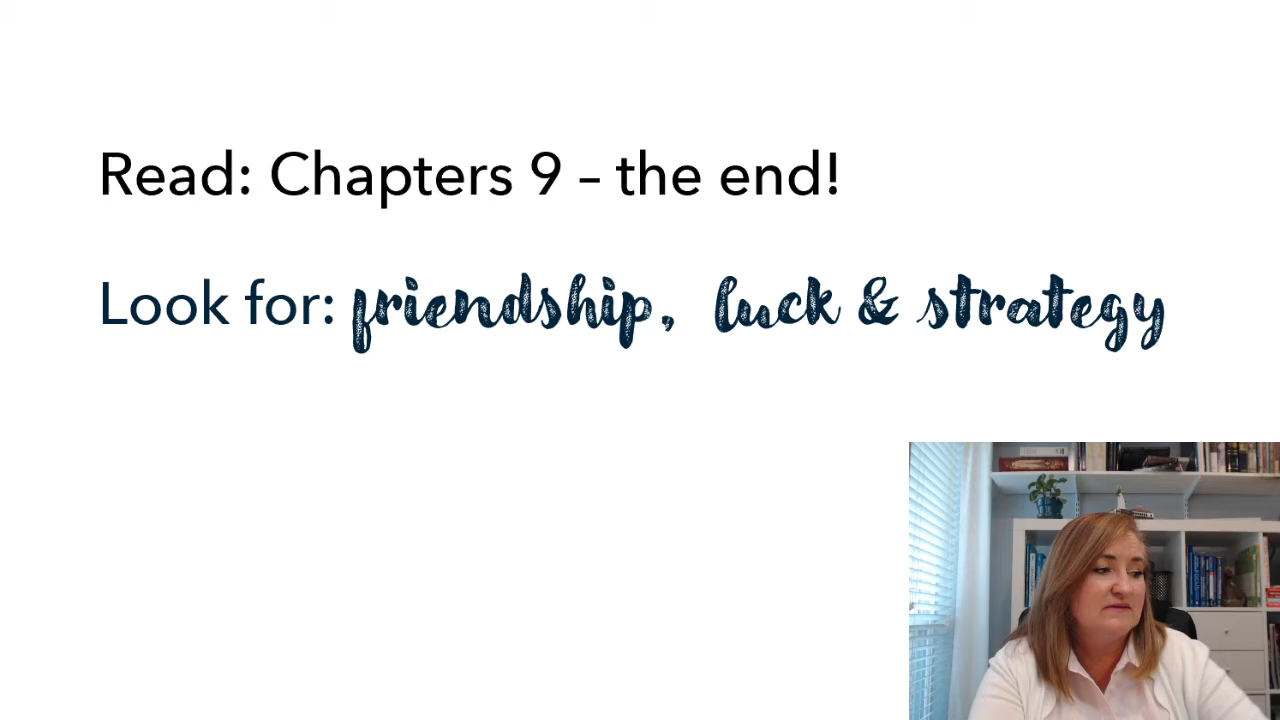 Read: Chapters 9 – the end!
Look for: friendship, luck & strategy